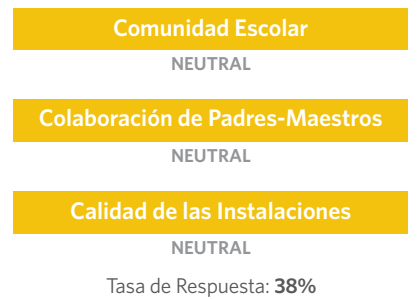 Comunidad Escolar
NEUTRAL
Colaboración de Padres-Maestros
NEUTRAL
Calidad de las Instalaciones
NEUTRAL
Tasa de Respuesta: 38%